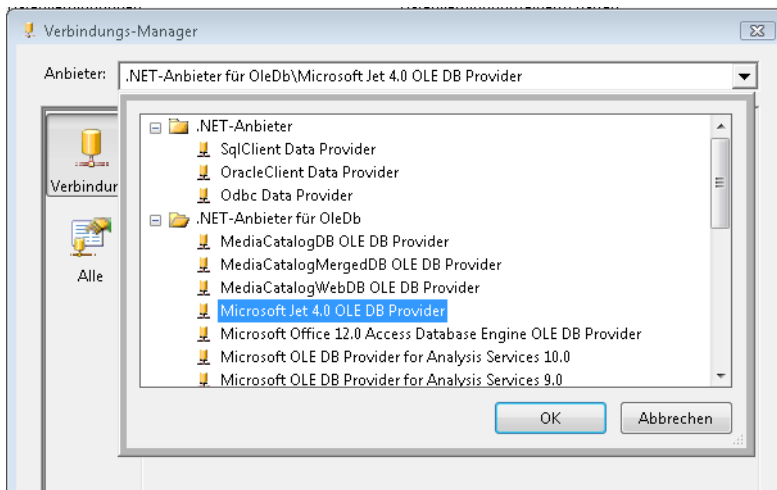 Verbindungs-Manager
Anbieter: .NET-Anbieter für OleDb\Microsoft Jet 4.0 OLE DB Provider
.NET-Anbieter
SqlClient Data Provider
OracleClient Data Provider
Odbc Data Provider
.NET-Anbieter für OleDb
MediaCatalogDB OLE DB Provider
MediaCatalogMergedDB OLE DB Provider
MediaCatalogWebDB OLE DB Provider
Microsoft Jet 4.0 OLE DB Provider
Microsoft Office 12.0 Access Database Engine OLE DB Provider
Microsoft OLE DB Provider for Analysis Services 10.0
Microsoft OLE DB Provider for Analysis Services 9.0
Verbindur
Alle
OK Abbrechen